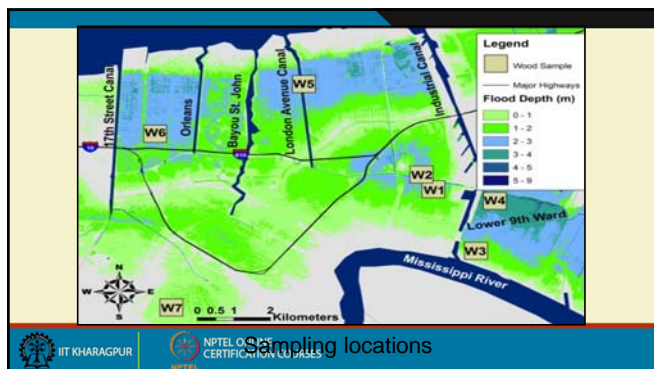 Legend
Wood Sample
Major Highways
Flood Depth (m)
0 - 1
1 - 2
2 - 3
3 - 4
4 - 5
5 - 9
17th Street Canal
Orleans
Bayou St. John
London Avenue Canal
Industrial Canal
W5
W6
W2
W1
W4
Lower 9th Ward
W3
Mississippi River
W7
N
W E
S
0 0.5 1 2
Kilometers
Sampling locations
IIT KHARAGPUR
NPTEL ONLINE
CERTIFICATION COURSES
NPTEL